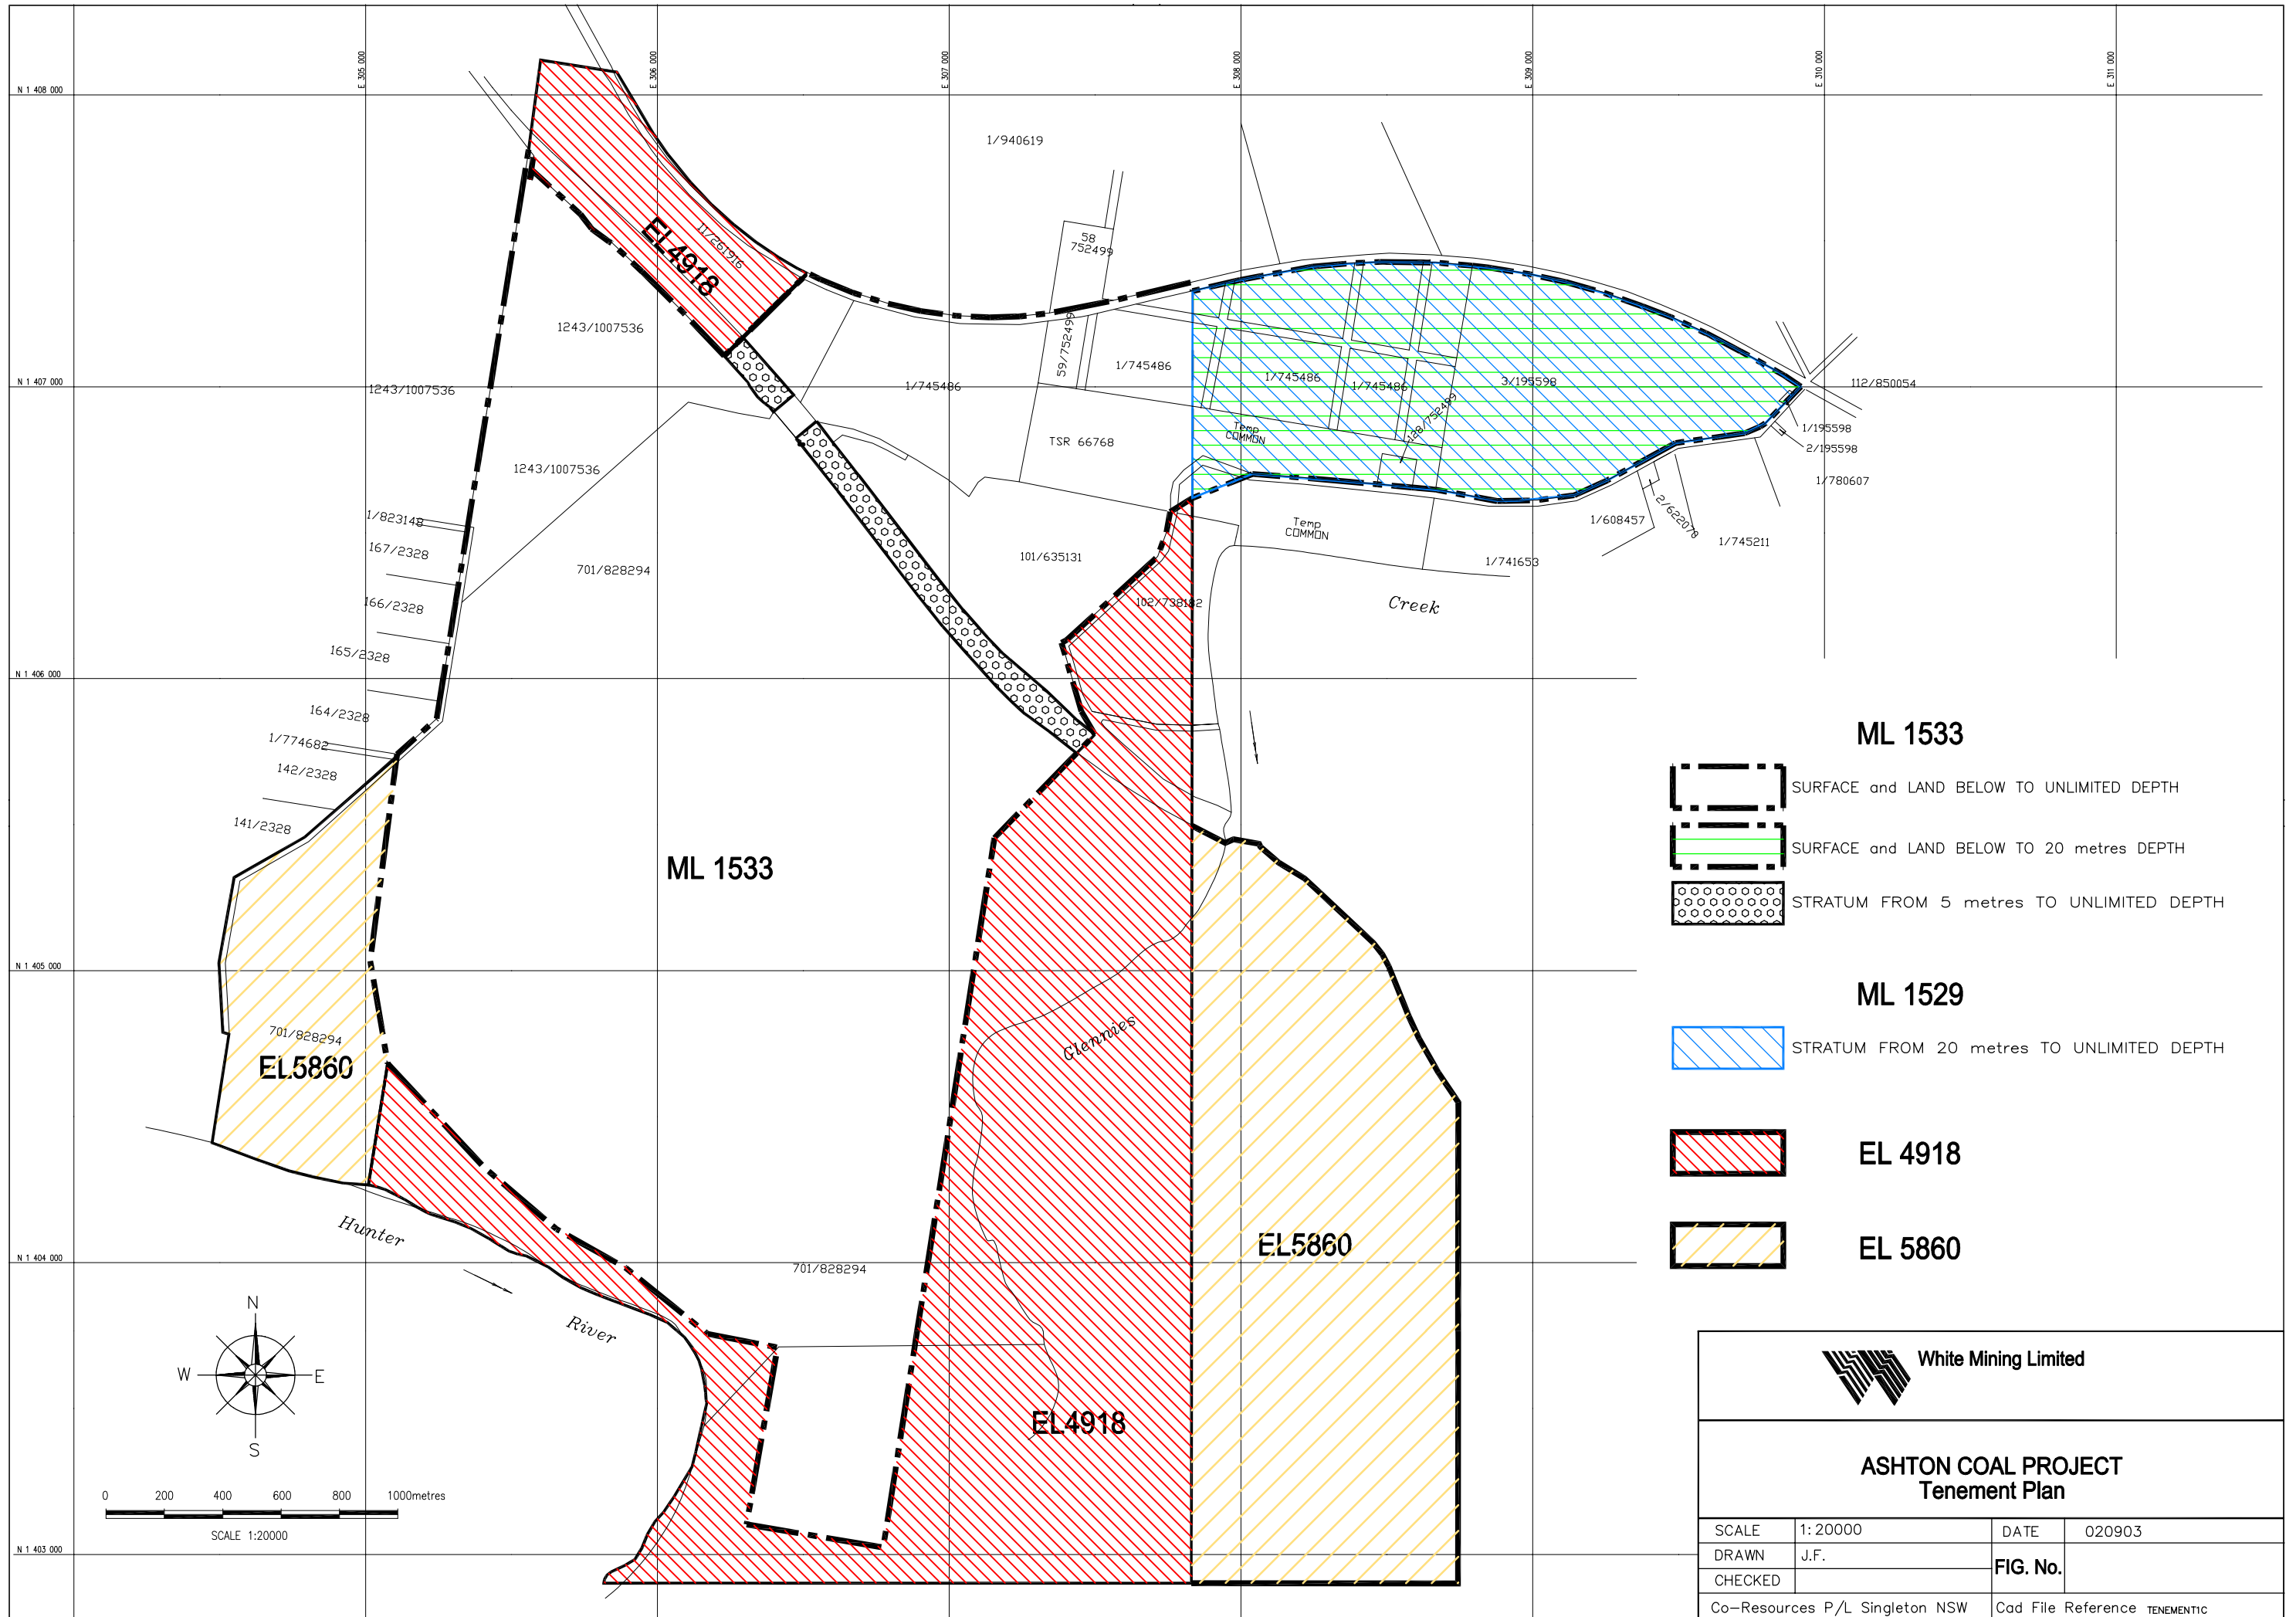 E 305 000
E 306 000
E 307 000
E 308 000
E 309 000
E 310 000
E 311 000
N 1 408 000
1/940619
58
752499
11/261916
EL4918
1243/1007536
59/752499
1/745486
1/745486
1/745486
1/745486
3/195598
N 1 407 000
1243/1007536
112/850054
128/752499
1/195598
2/195598
Temp
COMMON
TSR 66768
1243/1007536
1/780607
2/622078
1/608457
1/745211
1/823148
167/2328
Temp
COMMON
101/635131
1/741653
701/828294
166/2328
102/738182
Creek
165/2328
N 1 406 000
164/2328
1/774682
142/2328
141/2328
ML 1533
ML 1533
SURFACE and LAND BELOW TO UNLIMITED DEPTH
SURFACE and LAND BELOW TO 20 metres DEPTH
STRATUM FROM 5 metres TO UNLIMITED DEPTH
N 1 405 000
ML 1529
STRATUM FROM 20 metres TO UNLIMITED DEPTH
701/828294
EL5860
Glennies
EL 4918
Hunter
EL5860
EL 5860
N 1 404 000
701/828294
River
EL4918
N
W
E
S
0 200 400 600 800 1000metres
SCALE 1:20000
N 1 403 000
White Mining Limited
ASHTON COAL PROJECT
Tenement Plan
SCALE 1:20000 DATE 020903
DRAWN J.F.
FIG. No.
CHECKED
Co-Resources P/L Singleton NSW Cad File Reference TENEMENT1C